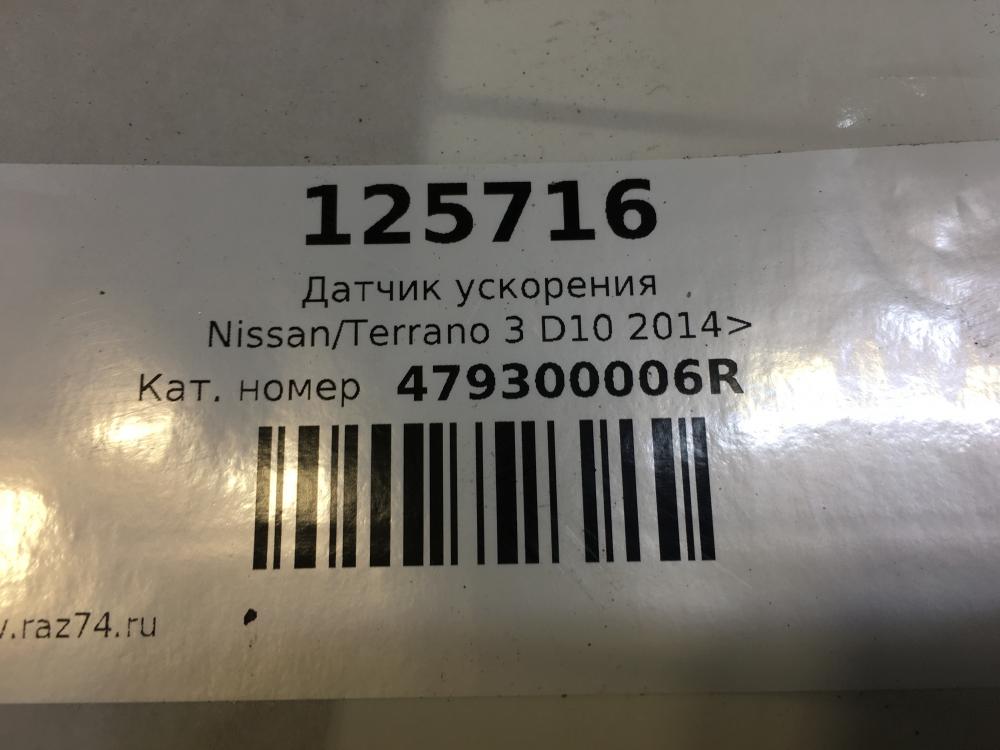 125716
Датчик ускорения
Nissan/Terrano 3 D10 2014>
Кат. номер 479300006R
.raz74.ru